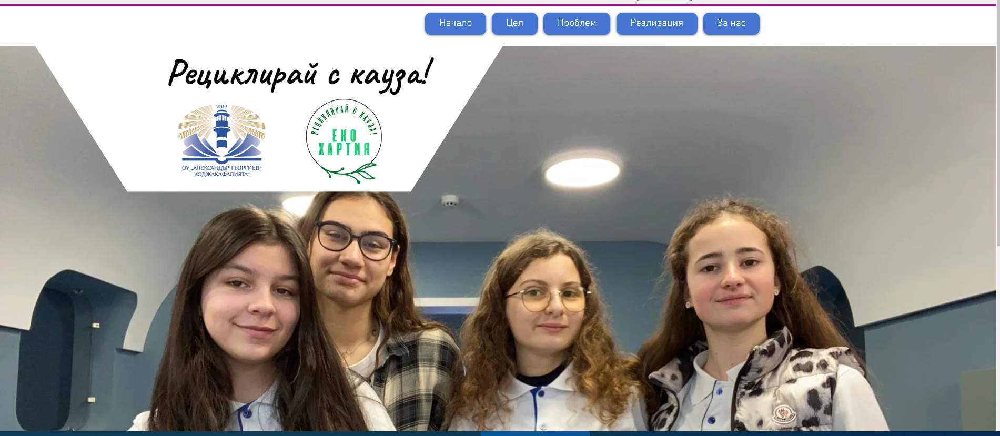 Начало
Цел
Проблем
Реализация
За нас
Рециклирай с кауза!
2017
ОУ „АЛЕКСАНДЪР ГЕОРГИЕВ-
КОДЖАКАФАЛИЯТА“
РЕЦИКЛИРАЙ С КАУЗА!
ЕКО
ХАРТИЯ